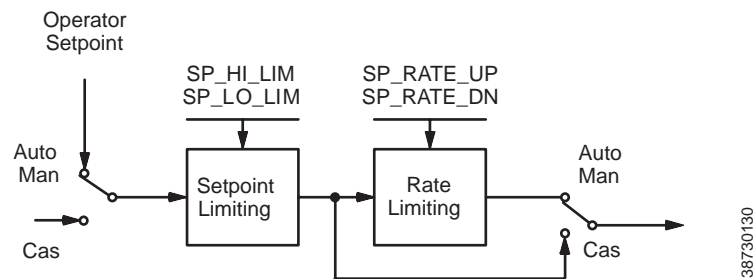 Operator
Setpoint
SP_HI_LIM
SP_LO_LIM
SP_RATE_UP
SP_RATE_DN
Auto
Man
Setpoint
Limiting
Rate
Limiting
Auto
Man
Cas
Cas
38730130